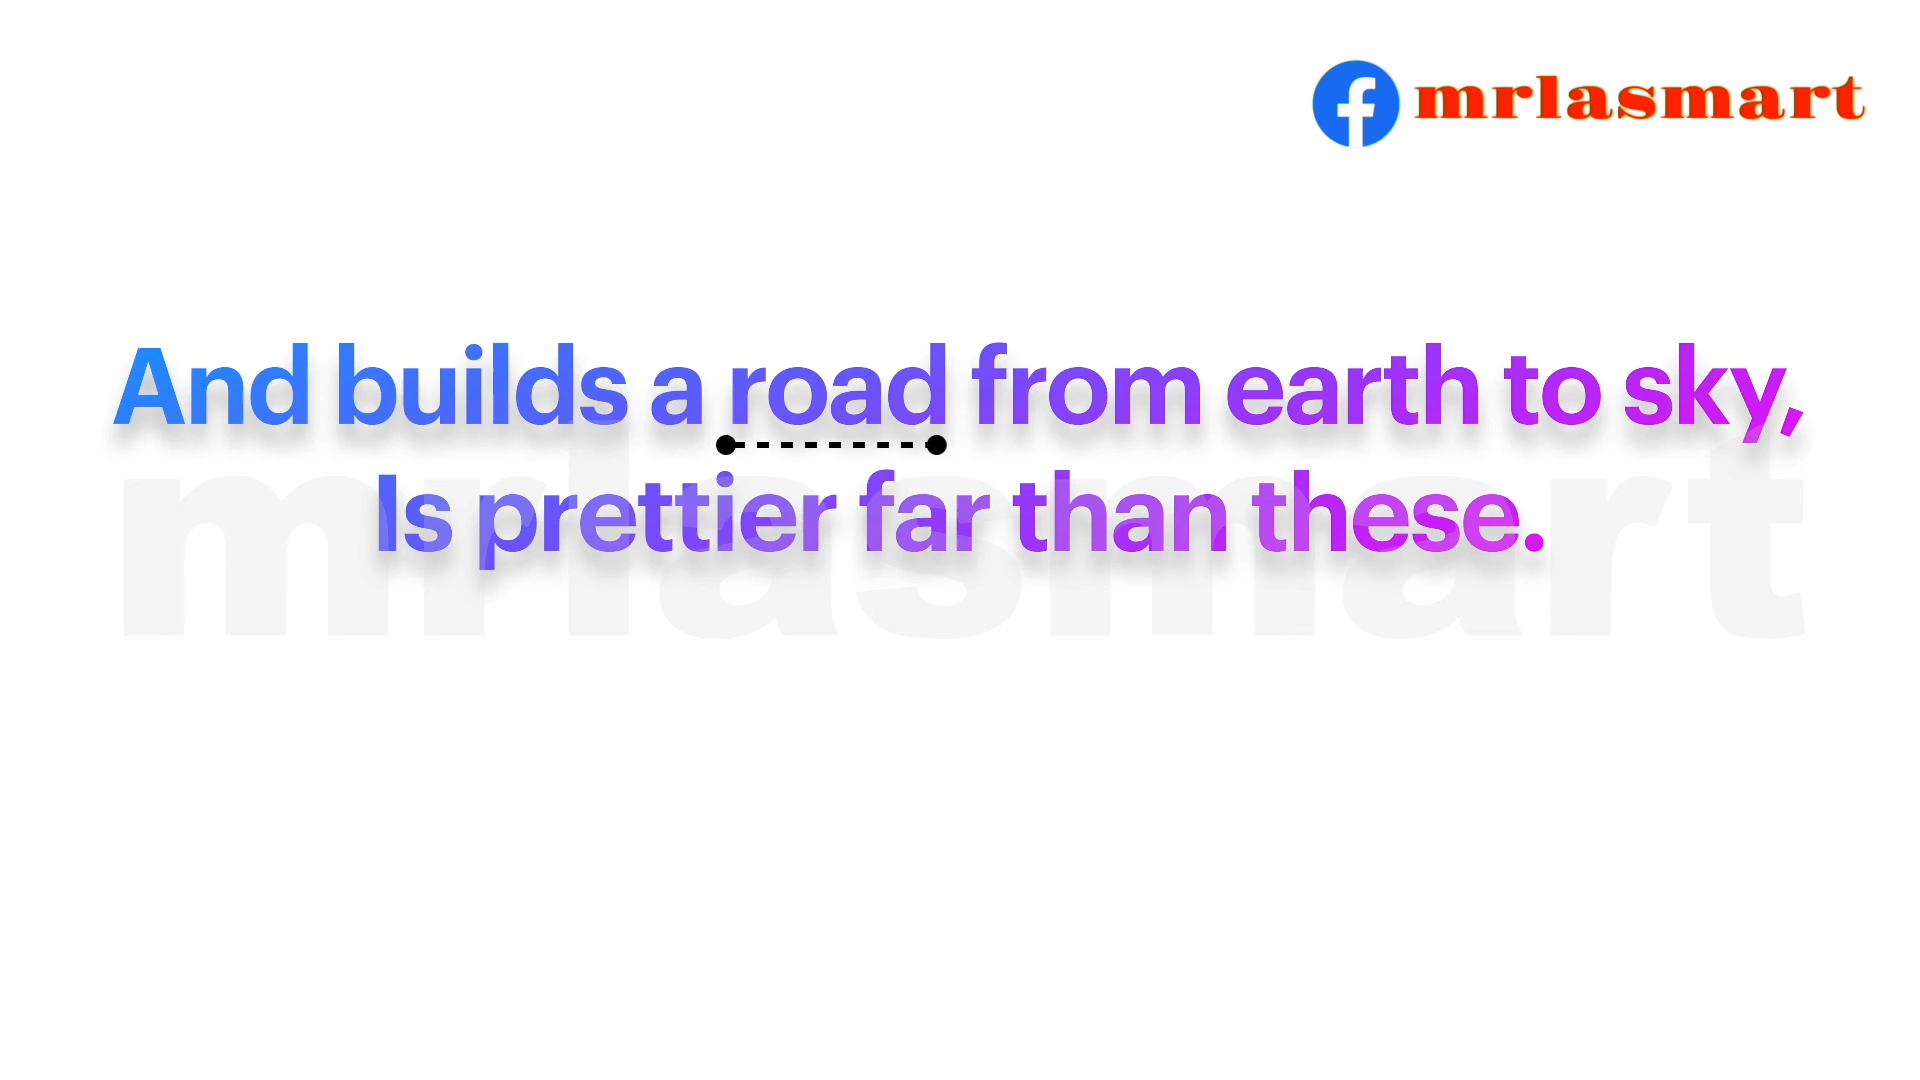 mrlasmart
And builds a road from earth to sky,
Is prettier far than these.
mrlasmart